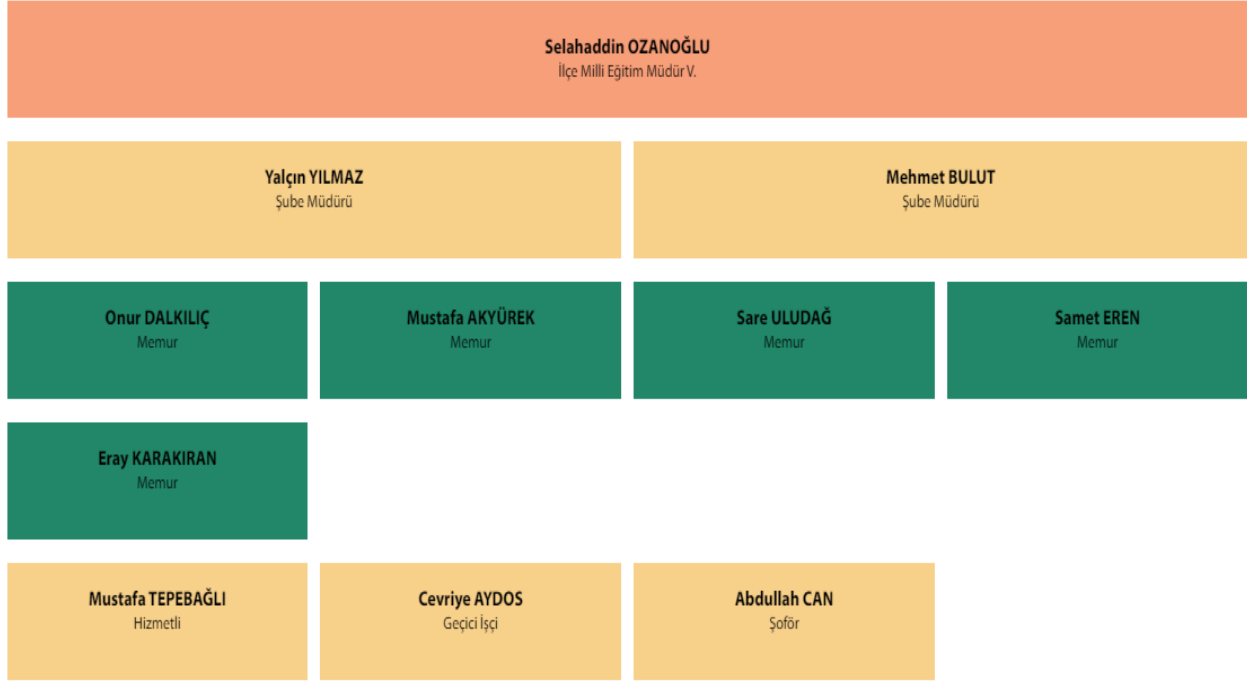 Selahaddin OZANOĞLU
İlçe Milli Eğitim Müdür V.
Yalçın YILMAZ
Şube Müdürü
Mehmet BULUT
Şube Müdürü
Onur DALKILIÇ
Memur
Mustafa AKYÜREK
Memur
Sare ULUDAĞ
Memur
Samet EREN
Memur
Eray KARAKIRAN
Memur
Mustafa TEPEBAĞLI
Hizmetli
Cevriye AYDOS
Geçici İşçi
Abdullah CAN
Şoför